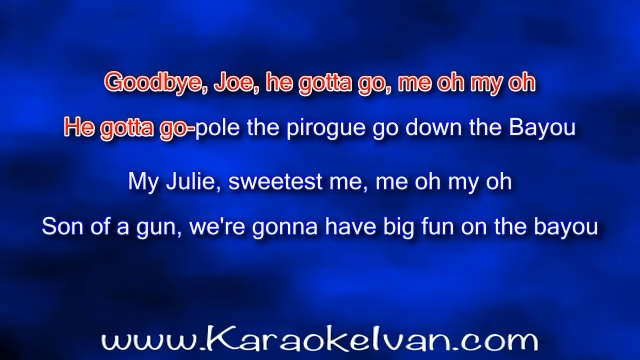 Goodbye, Joe, he gotta go, me oh my oh
He gotta go-pole the pirogue go down the Bayou
My Julie, sweetest me, me oh my oh
Son of a gun, we're gonna have big fun on the bayou
www.KaraokeIvan.com